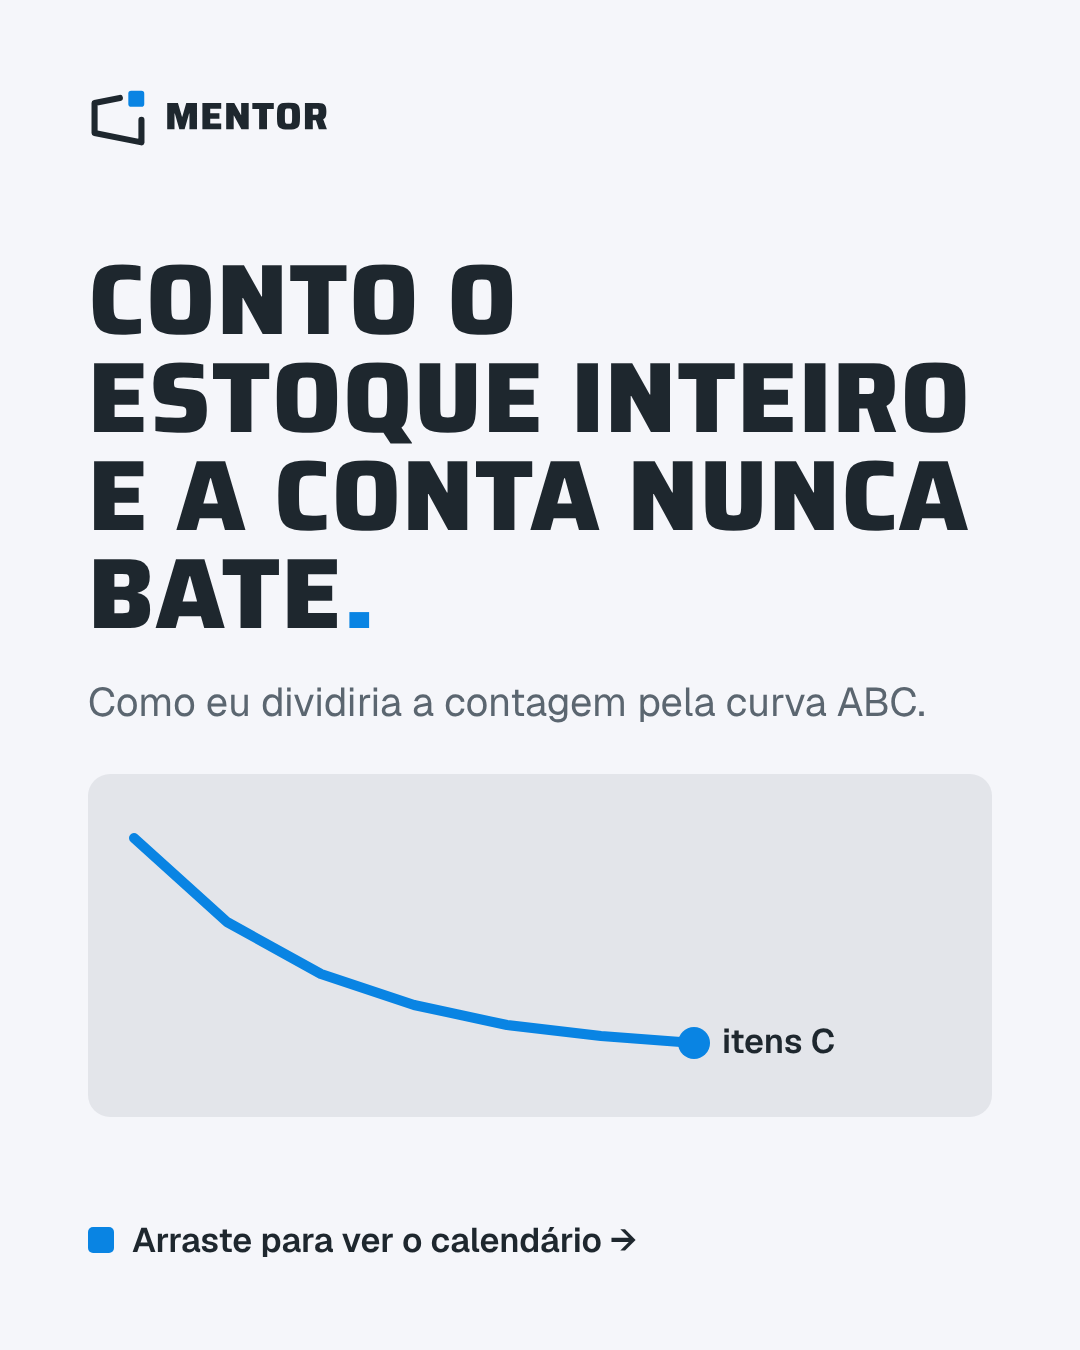 MENTOR
CONTO O
ESTOQUE INTEIRO
E A CONTA NUNCA
BATE.
Como eu dividiria a contagem pela curva ABC.
itens C
Arraste para ver o calendário →